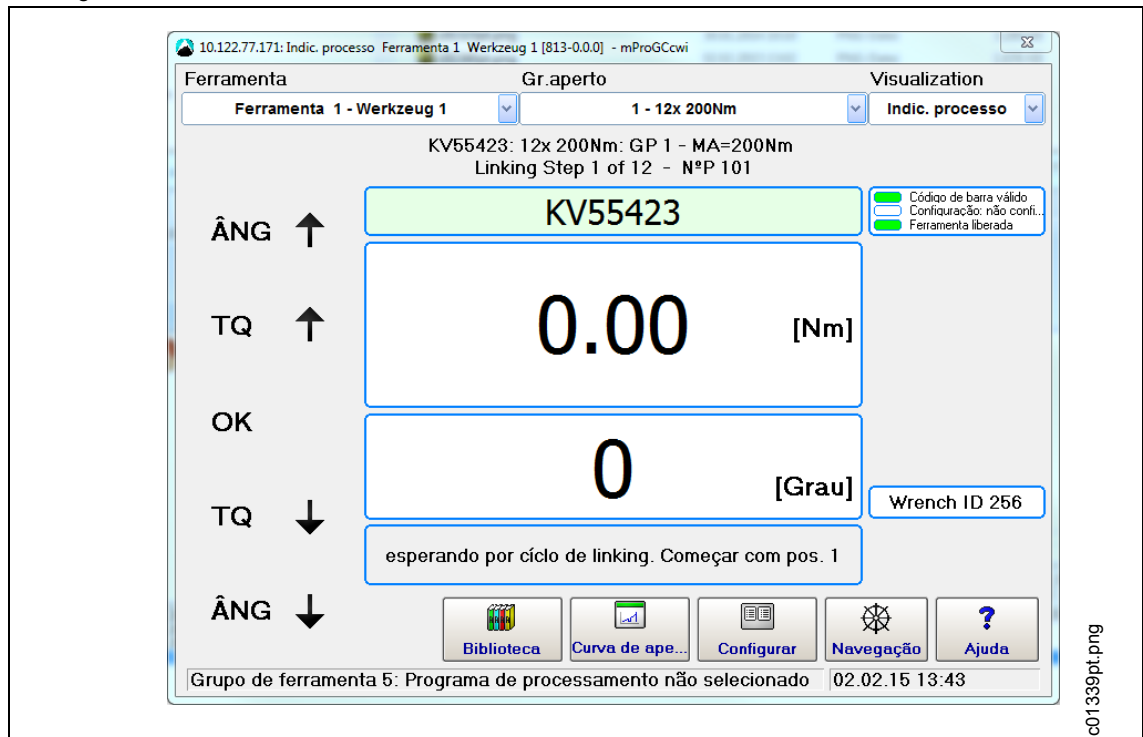 10.122.77.171: Indic. processo Ferramenta 1 Werkzeug 1 [813-0.0.0] - mProGCcwi
Ferramenta Gr.aperto Visualization
Ferramenta 1 - Werkzeug 1 1 - 12x 200Nm Indic. processo
KV55423: 12x 200Nm: GP 1 - MA=200Nm
Linking Step 1 of 12 - NºP 101
KV55423
Código de barra válido
Configuração: não confi...
Ferramenta liberada
ÂNG ↑
TQ ↑
0.00 [Nm]
OK
0 [Grau]
Wrench ID 256
TQ ↓
esperando por cíclo de linking. Começar com pos. 1
ÂNG ↓
Biblioteca Curva de ape... Configurar Navegação ? Ajuda
Grupo de ferramenta 5: Programa de processamento não selecionado 02.02.15 13:43
c01339pt.png